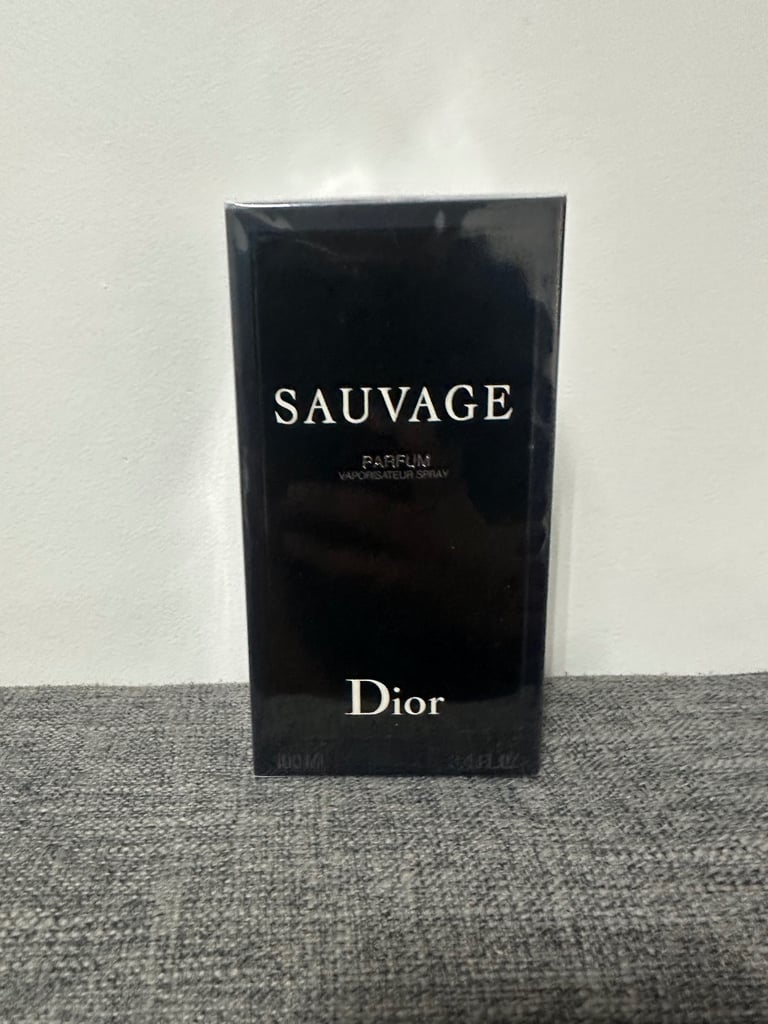 SAUVAGE
PARFUM
VAPORISATEUR SPRAY
Dior
100 ML 3.4 FL.OZ